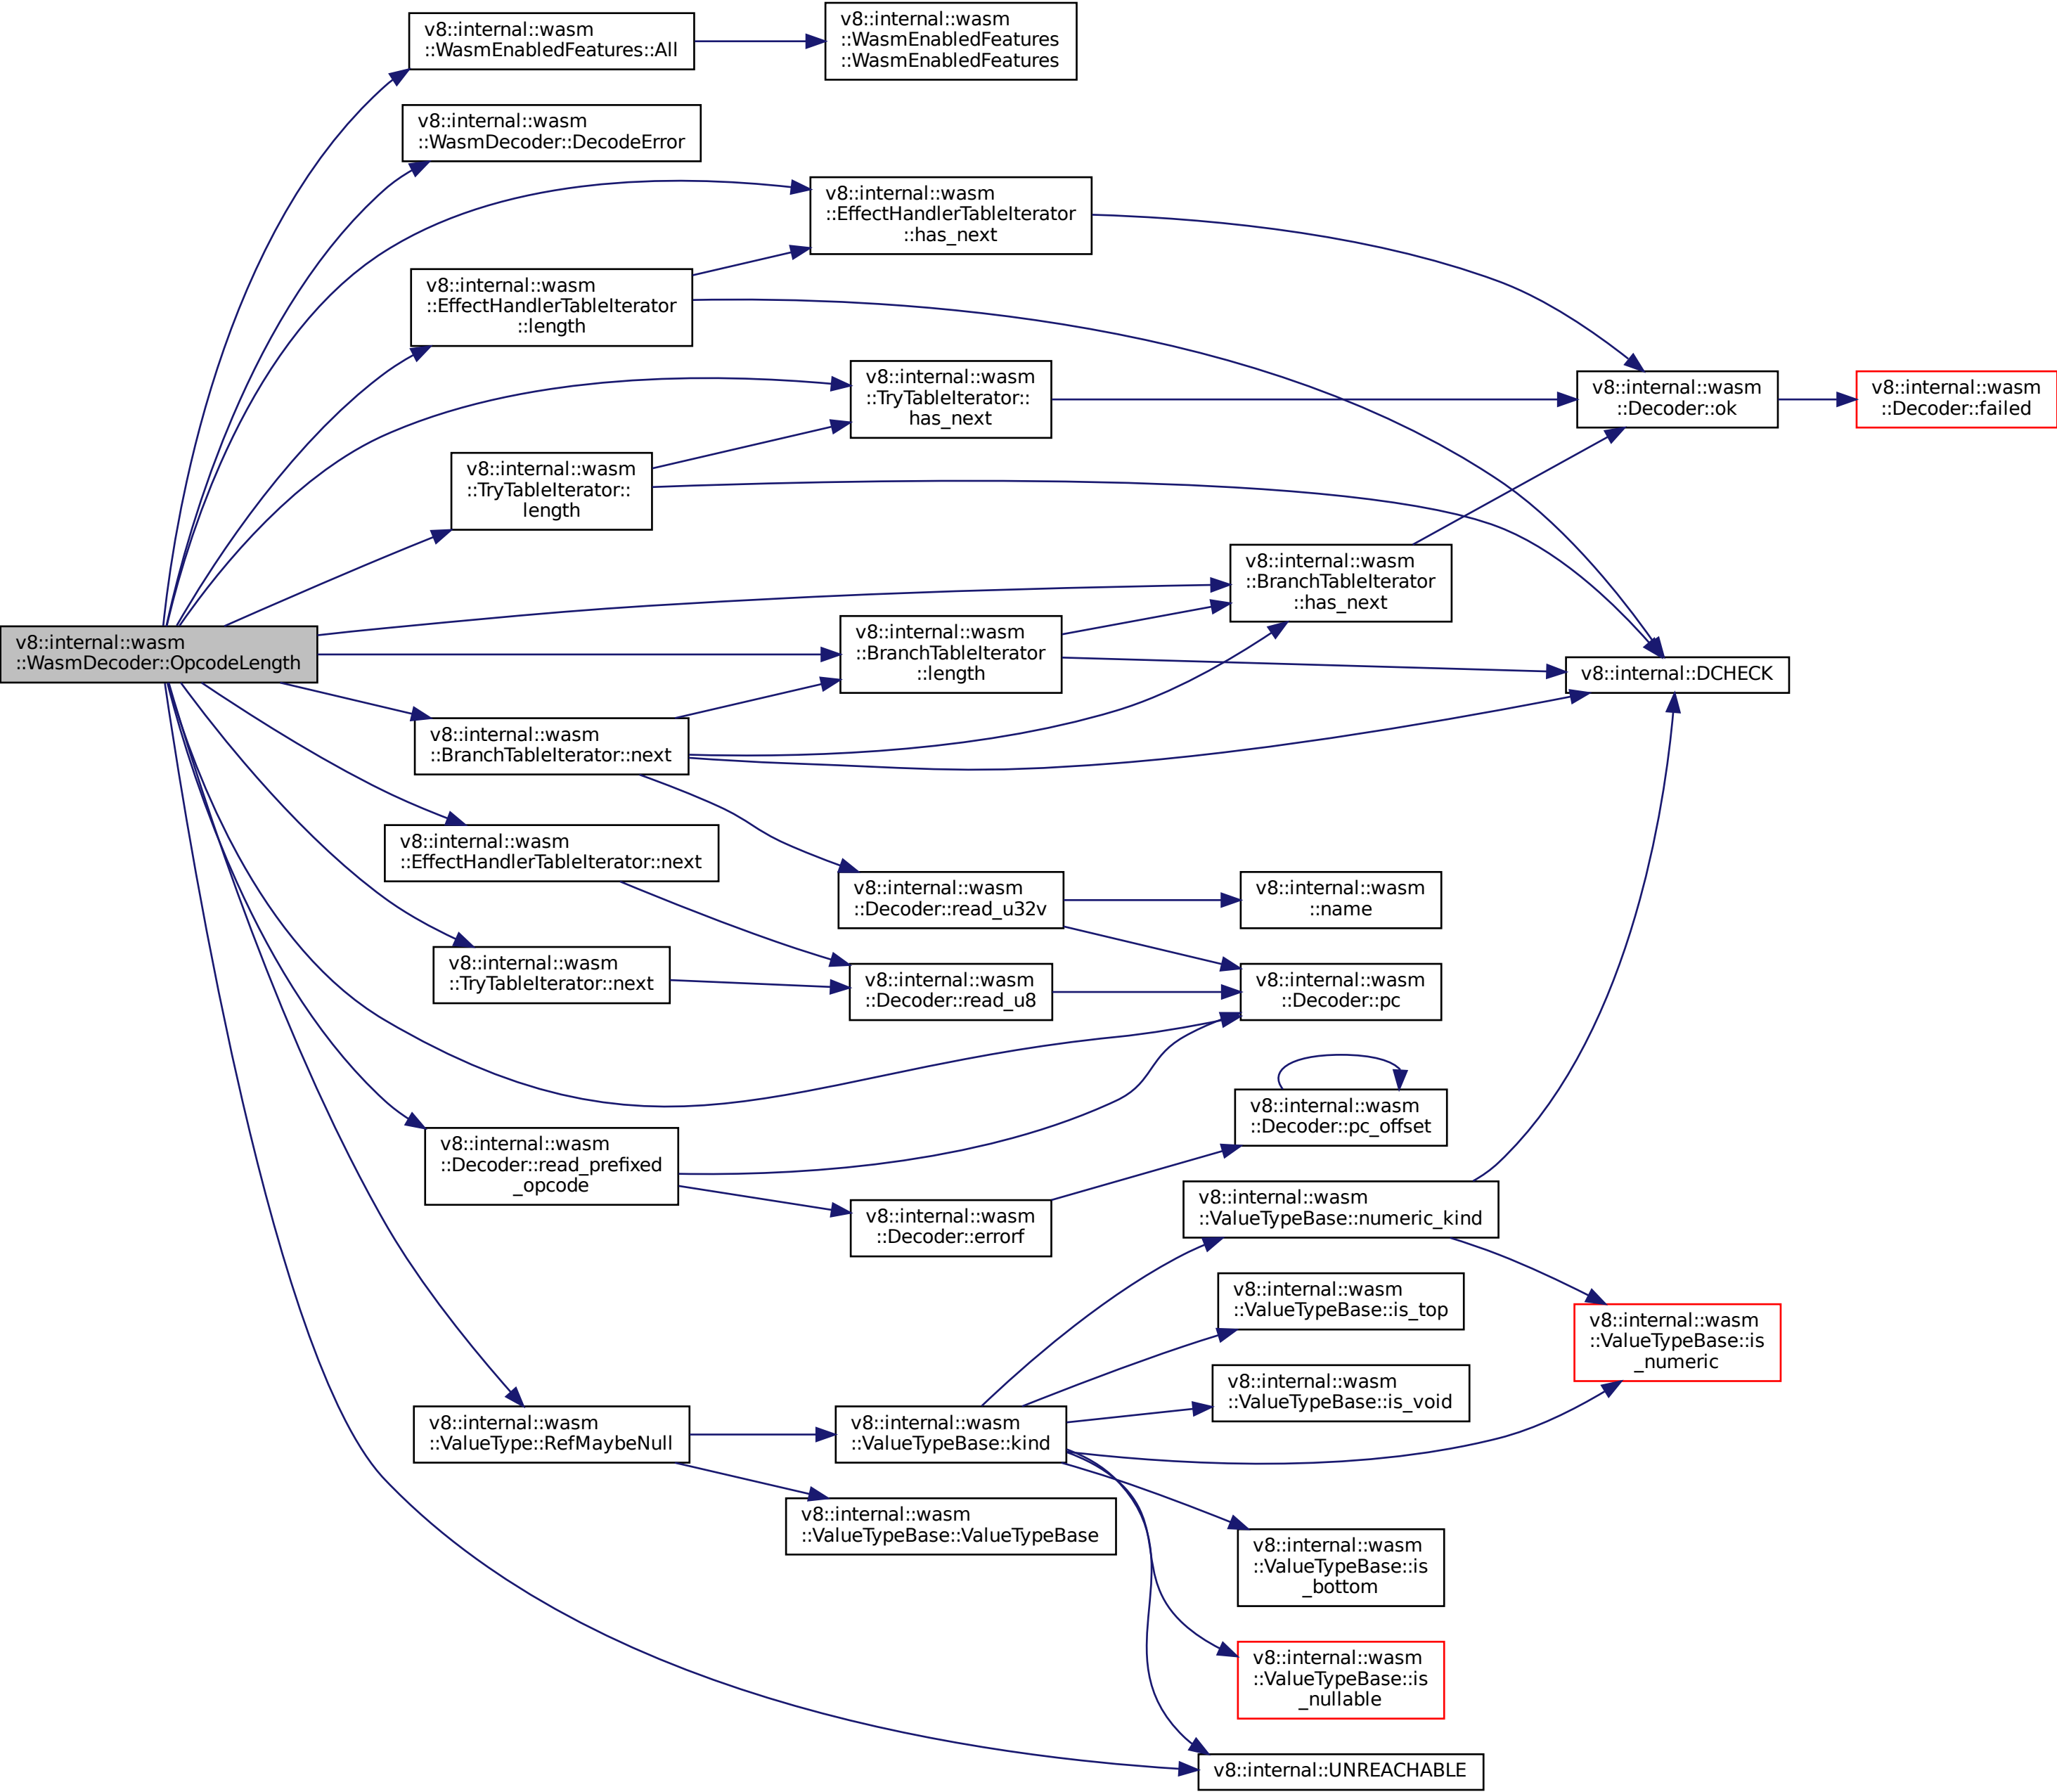 v8::internal::wasm
::WasmEnabledFeatures::All
v8::internal::wasm
::WasmEnabledFeatures
::WasmEnabledFeatures
v8::internal::wasm
::WasmDecoder::DecodeError
v8::internal::wasm
::EffectHandlerTableIterator
::has_next
v8::internal::wasm
::EffectHandlerTableIterator
::length
v8::internal::wasm
::TryTableIterator::
has_next
v8::internal::wasm
::Decoder::ok
v8::internal::wasm
::Decoder::failed
v8::internal::wasm
::TryTableIterator::
length
v8::internal::wasm
::BranchTableIterator
::has_next
v8::internal::wasm
::WasmDecoder::OpcodeLength
v8::internal::wasm
::BranchTableIterator
::length
v8::internal::DCHECK
v8::internal::wasm
::BranchTableIterator::next
v8::internal::wasm
::EffectHandlerTableIterator::next
v8::internal::wasm
::Decoder::read_u32v
v8::internal::wasm
::name
v8::internal::wasm
::TryTableIterator::next
v8::internal::wasm
::Decoder::read_u8
v8::internal::wasm
::Decoder::pc
v8::internal::wasm
::Decoder::pc_offset
v8::internal::wasm
::Decoder::read_prefixed
_opcode
v8::internal::wasm
::Decoder::errorf
v8::internal::wasm
::ValueTypeBase::numeric_kind
v8::internal::wasm
::ValueTypeBase::is_top
v8::internal::wasm
::ValueTypeBase::is
_numeric
v8::internal::wasm
::ValueTypeBase::is_void
v8::internal::wasm
::ValueType::RefMaybeNull
v8::internal::wasm
::ValueTypeBase::kind
v8::internal::wasm
::ValueTypeBase::ValueTypeBase
v8::internal::wasm
::ValueTypeBase::is
_bottom
v8::internal::wasm
::ValueTypeBase::is
_nullable
v8::internal::UNREACHABLE